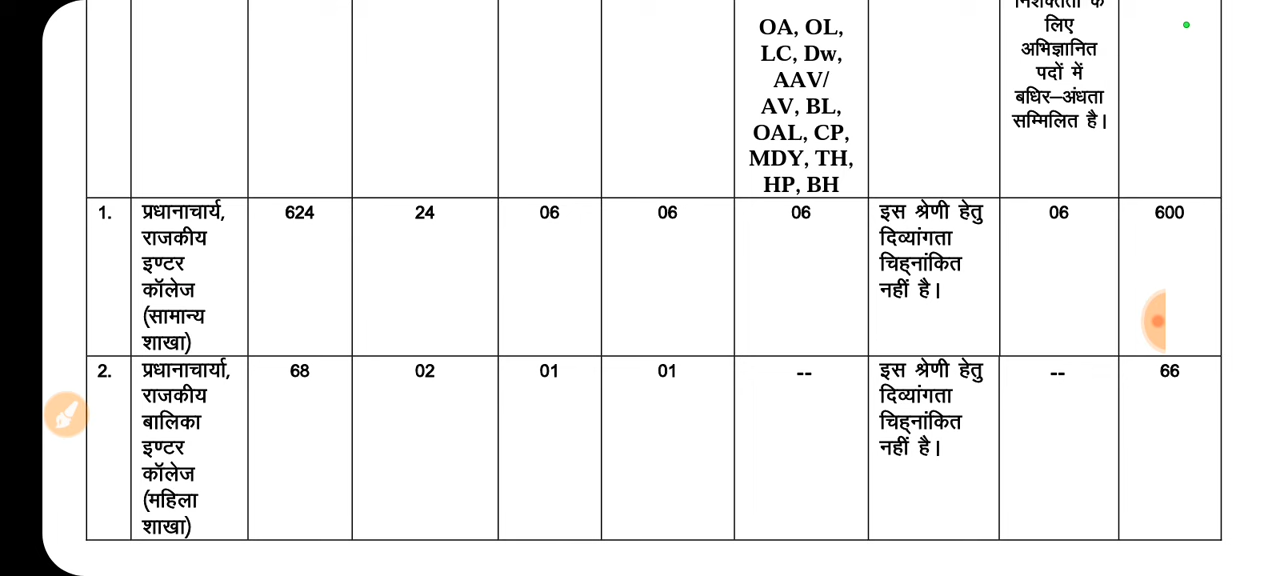 OA, OL,
LC, Dw,
AAV/
AV, BL,
OAL, CP,
MDY, TH,
HP, BH
लिए
अभिज्ञानित
पदों में
बधिर–अंधता
सम्मिलित है।
1.
प्रधानाचार्य,
राजकीय
इण्टर
कॉलेज
(सामान्य
शाखा)
624
24
06
06
06
इस श्रेणी हेतु
दिव्यांगता
चिह्नांकित
नहीं है।
06
600
2.
प्रधानाचार्या,
राजकीय
बालिका
इण्टर
कॉलेज
(महिला
शाखा)
68
02
01
01
--
इस श्रेणी हेतु
दिव्यांगता
चिह्नांकित
नहीं है।
--
66